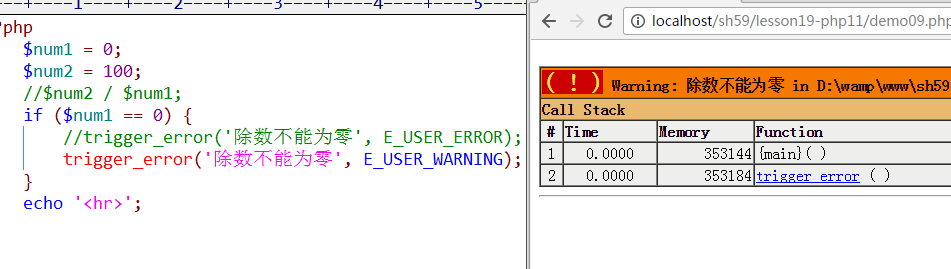 ----+----1----+----2----+----3----+----4----+----5----
?php
$num1 = 0;
$num2 = 100;
//$num2 / $num1;
if ($num1 == 0) {
//trigger_error('除数不能为零', E_USER_ERROR);
trigger_error('除数不能为零', E_USER_WARNING);
}
echo '<hr>';
localhost/sh59/lesson19-php11/demo09.php
( ! ) Warning: 除数不能为零 in D:\wamp\www\sh59
Call Stack
# Time Memory Function
1 0.0000 353144 {main}( )
2 0.0000 353184 trigger_error ( )